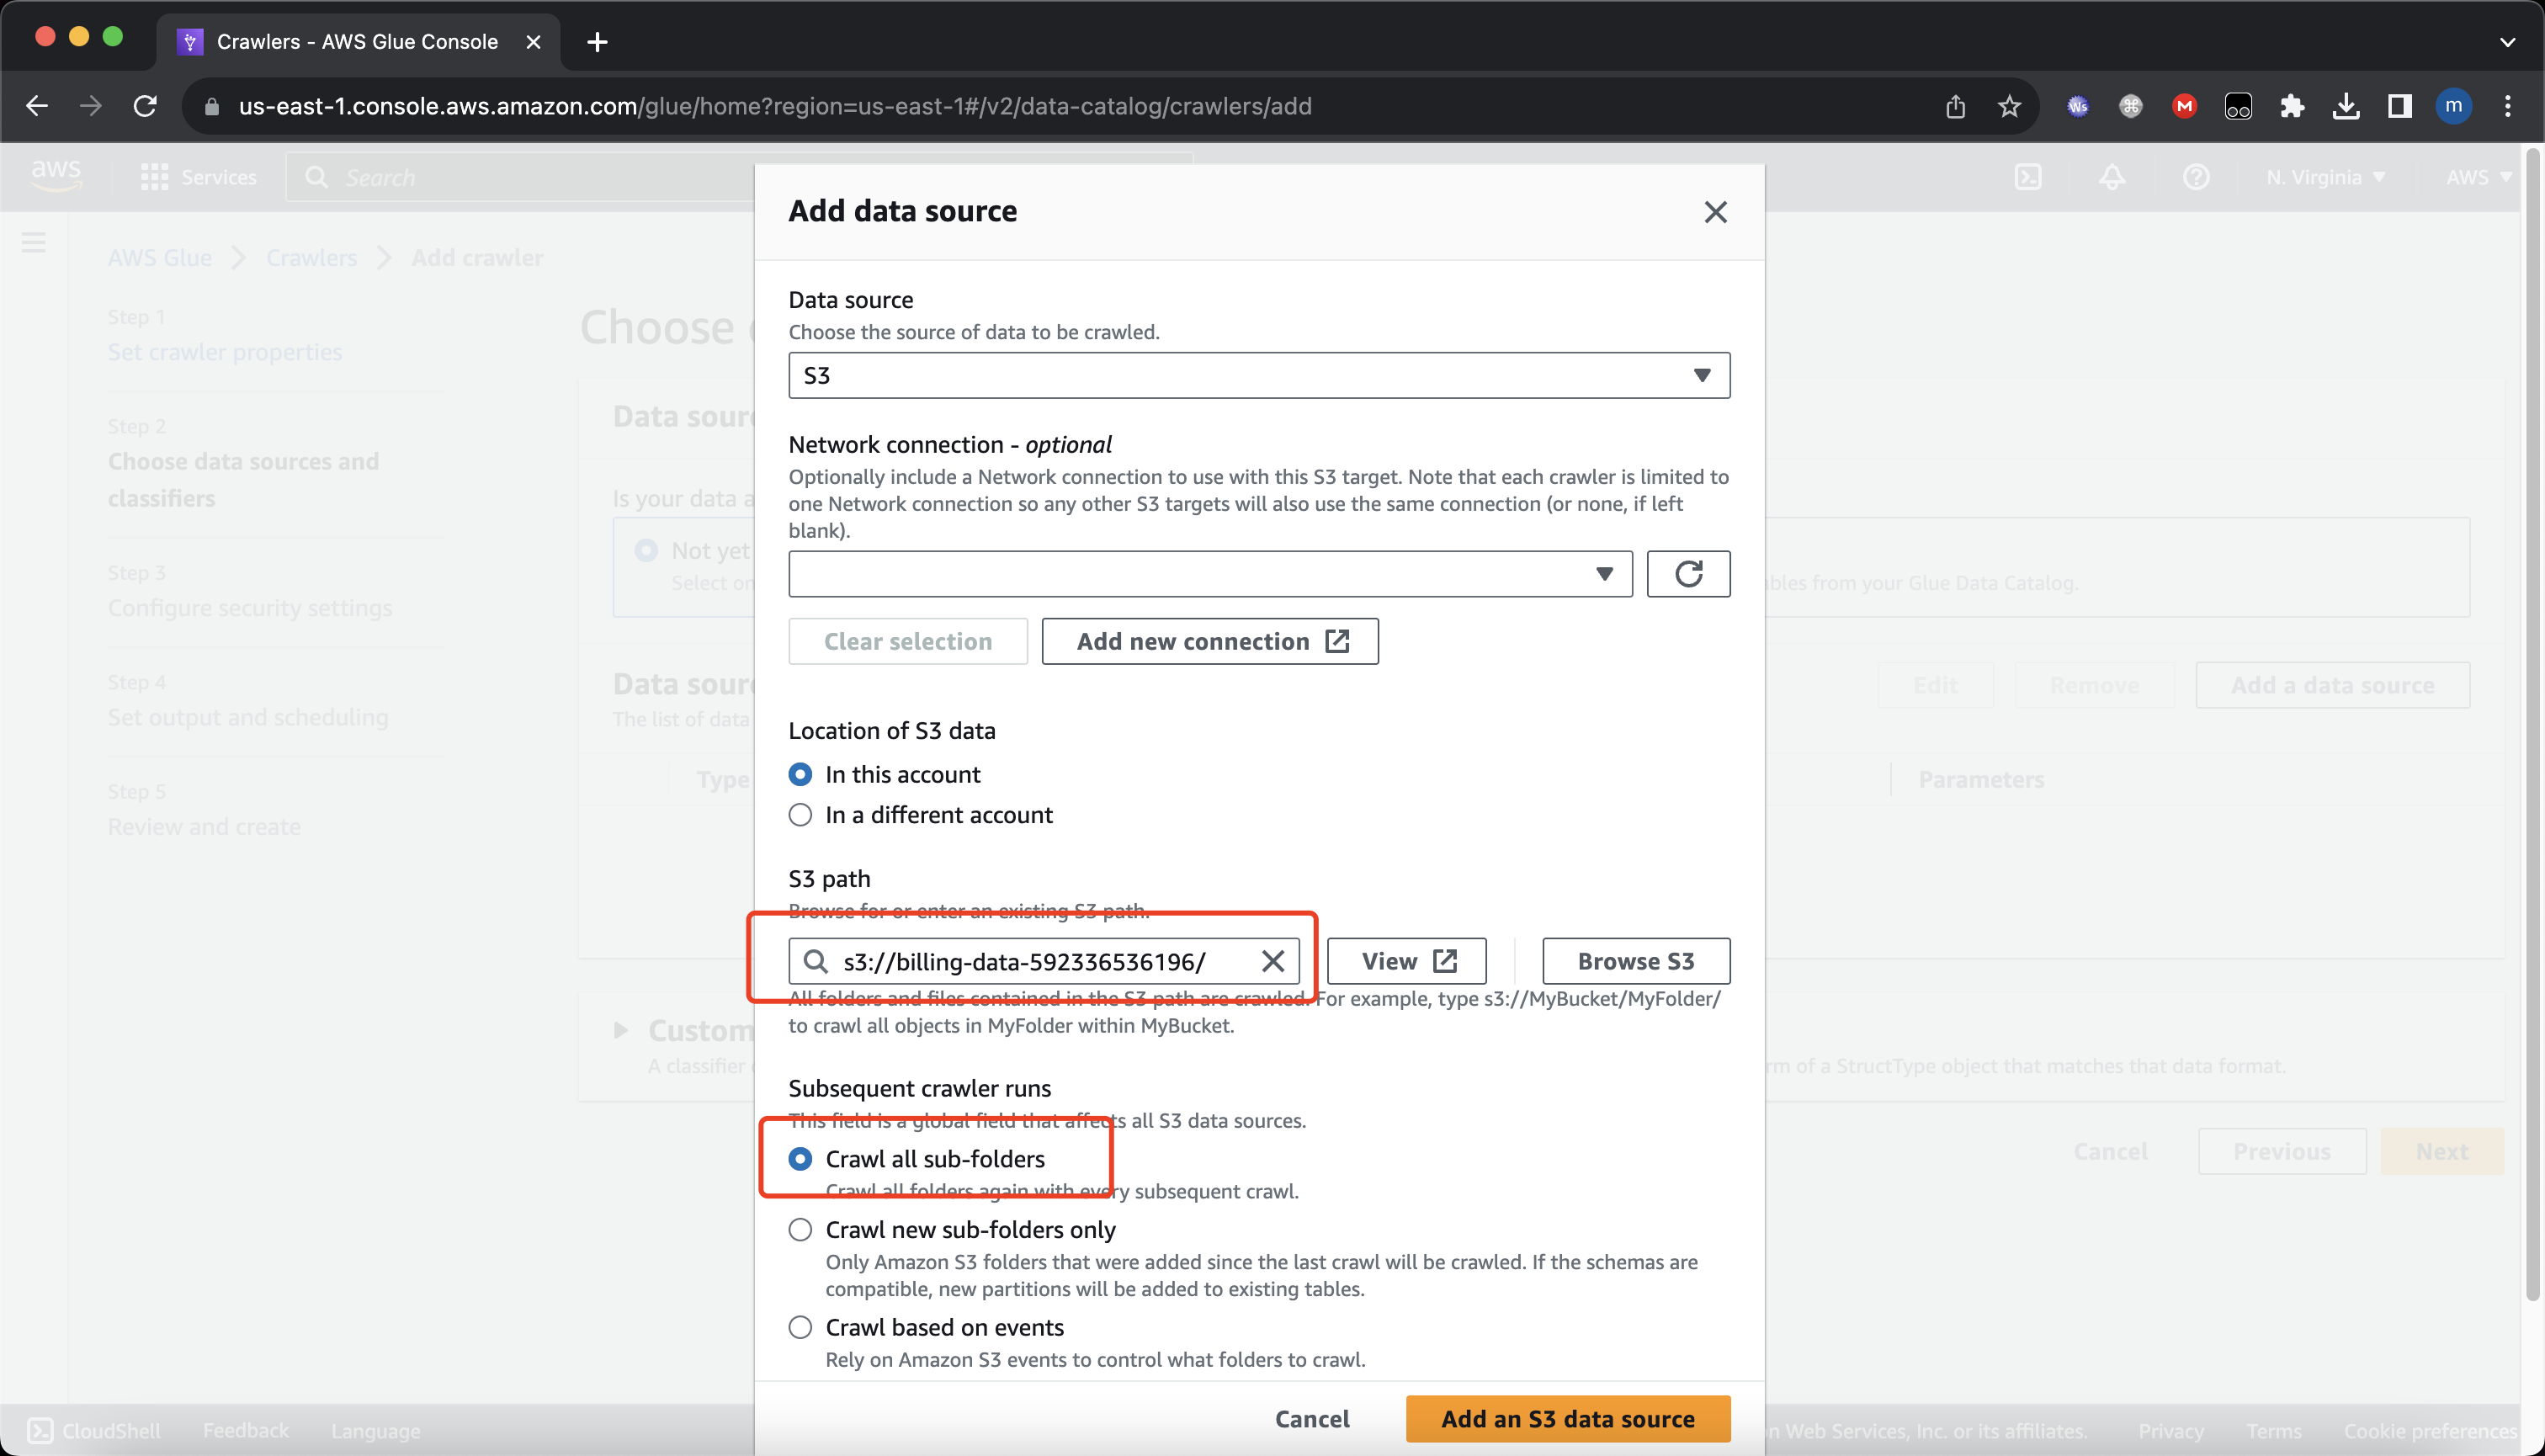 Crawlers - AWS Glue Console
us-east-1.console.aws.amazon.com/glue/home?region=us-east-1#/v2/data-catalog/crawlers/add
Ws
M
m
aws
Services
Search
N. Virginia
AWS
AWS Glue
Crawlers
Add crawler
Step 1
Set crawler properties
Step 2
Choose data sources and
classifiers
Step 3
Configure security settings
Step 4
Set output and scheduling
Step 5
Review and create
Choose
Is your data a
Not yet
Data
Data
The list of data
Type
Custom
A classifier
Add data source
Data source
Choose the source of data to be crawled.
S3
Network connection - optional
Optionally include a Network connection to use with this S3 target. Note that each crawler is limited to
one Network connection so any other S3 targets will also use the same connection (or none, if left
blank).
Clear selection
Add new connection
Location of S3 data
In this account
In a different account
S3 path
Browse for or enter an existing S3 path.
s3://billing-data-592336536196/
View
Browse S3
All folders and files contained in the S3 path are crawled. For example, type s3://MyBucket/MyFolder/
to crawl all objects in MyFolder within MyBucket.
Subsequent crawler runs
This field is a global field that affects all S3 data sources.
Crawl all sub-folders
Crawl all folders again with every subsequent crawl.
Crawl new sub-folders only
Only Amazon S3 folders that were added since the last crawl will be crawled. If the schemas are
compatible, new partitions will be added to existing tables.
Crawl based on events
Rely on Amazon S3 events to control what folders to crawl.
Cancel
Add an S3 data source
from your Glue Data Catalog.
Edit
Remove
Add a data source
Parameters
of a StructType object that matches that data format.
Cancel
Previous
Next
CloudShell
Feedback
Language
Web Services, Inc. or its affiliates.
Privacy
Terms
Cookie preferences